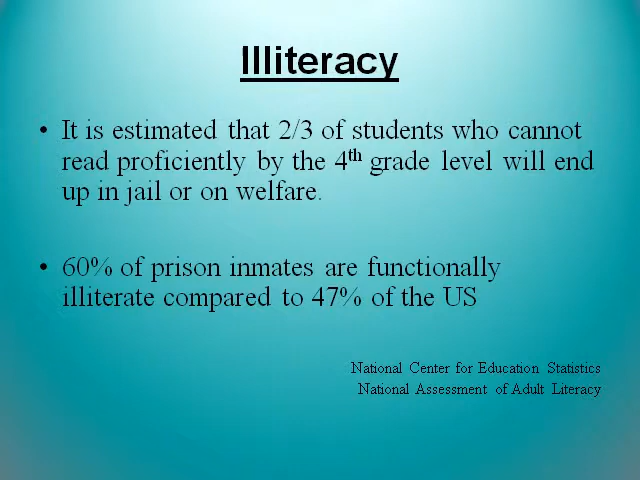 Illiteracy
• It is estimated that 2/3 of students who cannot
read proficiently by the 4th grade level will end
up in jail or on welfare.
• 60% of prison inmates are functionally
illiterate compared to 47% of the US
National Center for Education Statistics
National Assessment of Adult Literacy